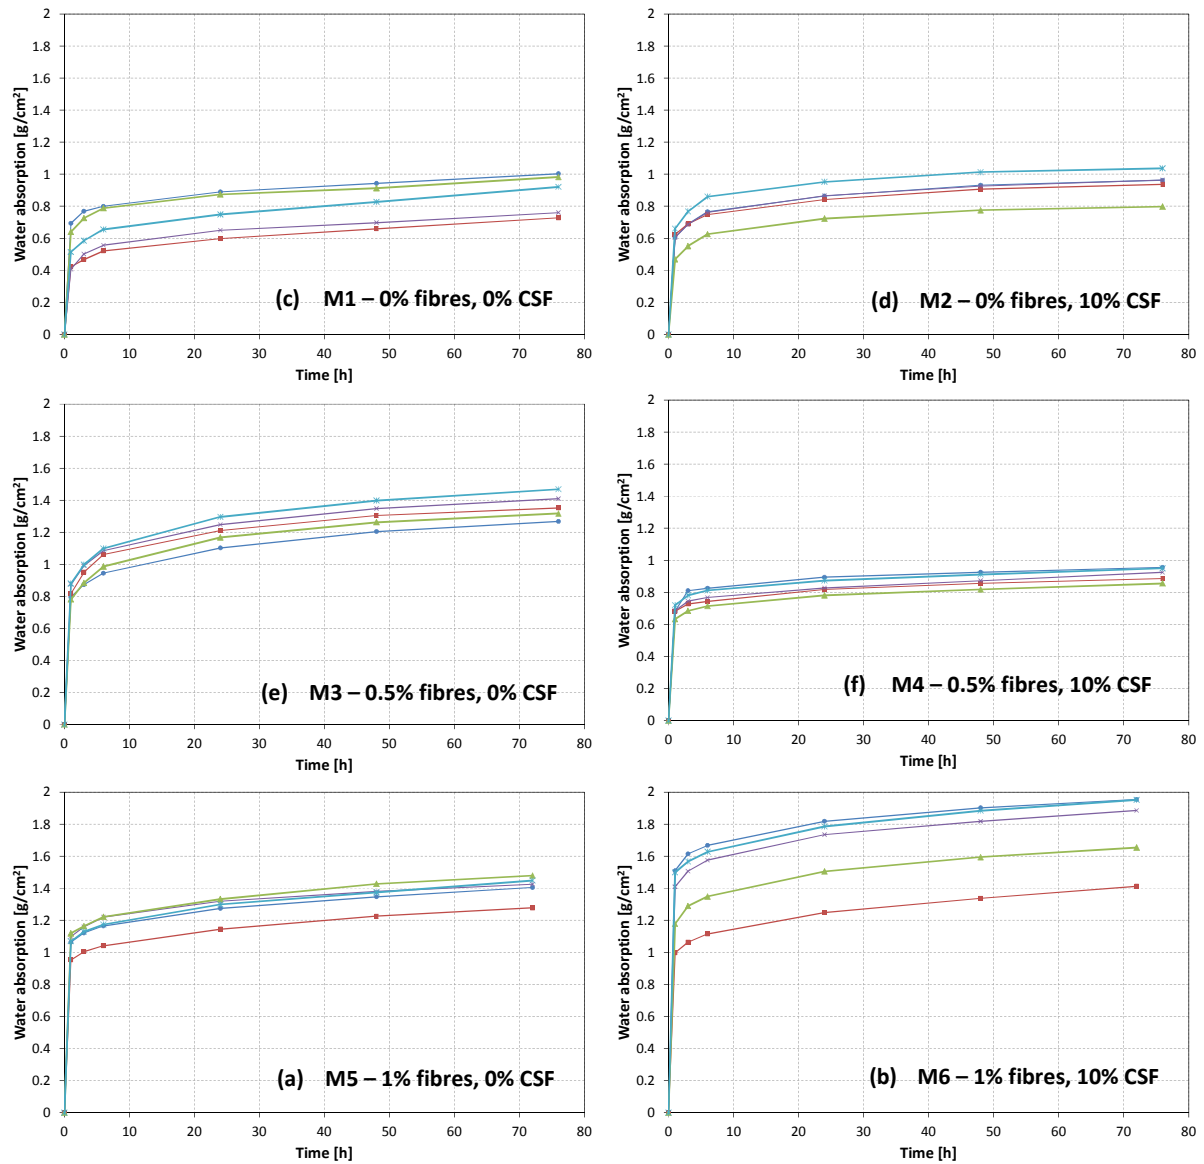 2
1.8
1.6
1.4
1.2
1
0.8
0.6
0.4
0.2
0
Water absorption [g/cm²]
0 10 20 30 40 50 60 70 80
Time [h]
(c) M1 – 0% fibres, 0% CSF
2
1.8
1.6
1.4
1.2
1
0.8
0.6
0.4
0.2
0
Water absorption [g/cm²]
0 10 20 30 40 50 60 70 80
Time [h]
(d) M2 – 0% fibres, 10% CSF
2
1.8
1.6
1.4
1.2
1
0.8
0.6
0.4
0.2
0
Water absorption [g/cm²]
0 10 20 30 40 50 60 70 80
Time [h]
(e) M3 – 0.5% fibres, 0% CSF
2
1.8
1.6
1.4
1.2
1
0.8
0.6
0.4
0.2
0
Water absorption [g/cm²]
0 10 20 30 40 50 60 70 80
Time [h]
(f) M4 – 0.5% fibres, 10% CSF
2
1.8
1.6
1.4
1.2
1
0.8
0.6
0.4
0.2
0
Water absorption [g/cm²]
0 10 20 30 40 50 60 70 80
Time [h]
(a) M5 – 1% fibres, 0% CSF
2
1.8
1.6
1.4
1.2
1
0.8
0.6
0.4
0.2
0
Water absorption [g/cm²]
0 10 20 30 40 50 60 70 80
Time [h]
(b) M6 – 1% fibres, 10% CSF